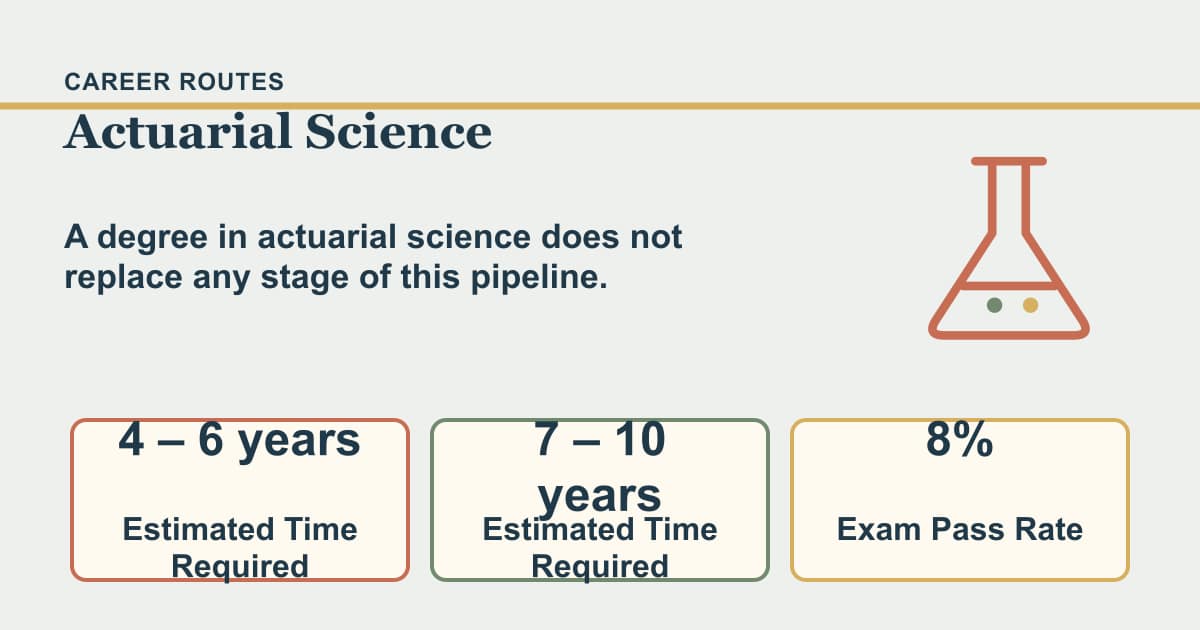 CAREER ROUTES
Actuarial Science
A degree in actuarial science does not
replace any stage of this pipeline.
4 – 6 years
Estimated Time
Required
7 – 10
years
Estimated Time
Required
8%
Exam Pass Rate